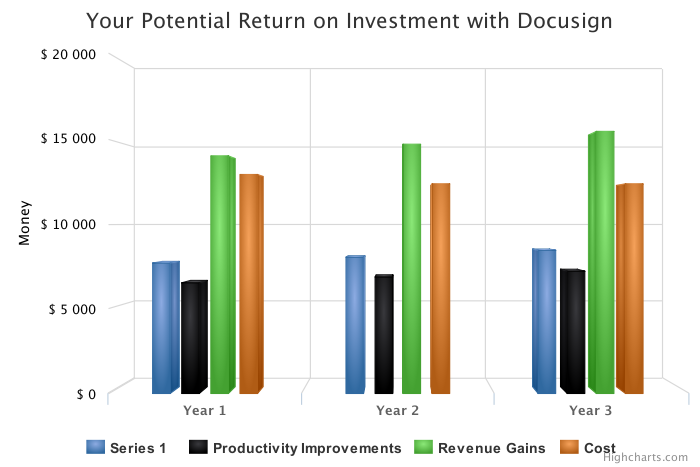 Your Potential Return on Investment with Docusign
$ 20 000
$ 15 000
$ 10 000
$ 5 000
$ 0
Money
Year 1 Year 2 Year 3
Series 1 Productivity Improvements Revenue Gains Cost
Highcharts.com